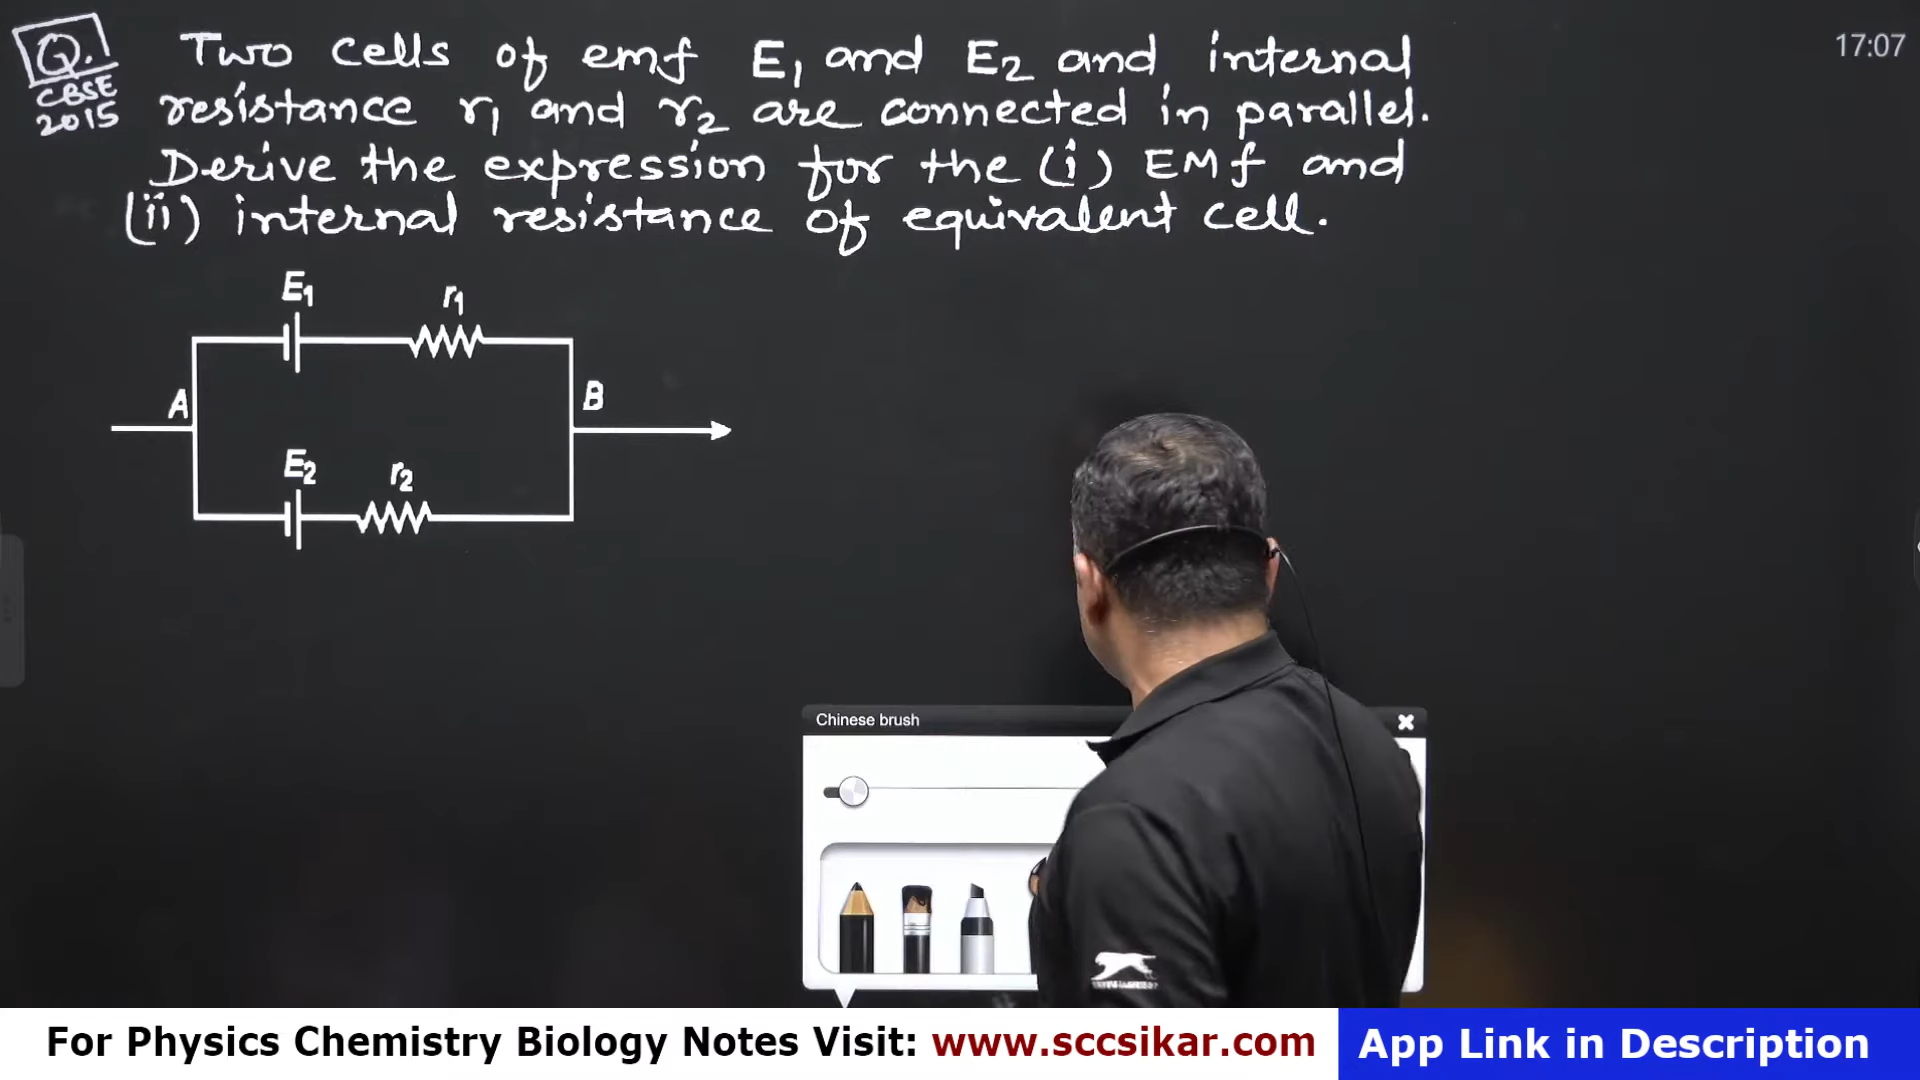 Q.
CBSE
2015
Two cells of emf E1 and E2 and internal
resistance r1 and r2 are connected in parallel.
Derive the expression for the (i) EMf and
(ii) internal resistance of equivalent cell.
17:07
E1
r1
A
B
E2
r2
Chinese brush
For Physics Chemistry Biology Notes Visit: www.sccsikar.com
App Link in Description